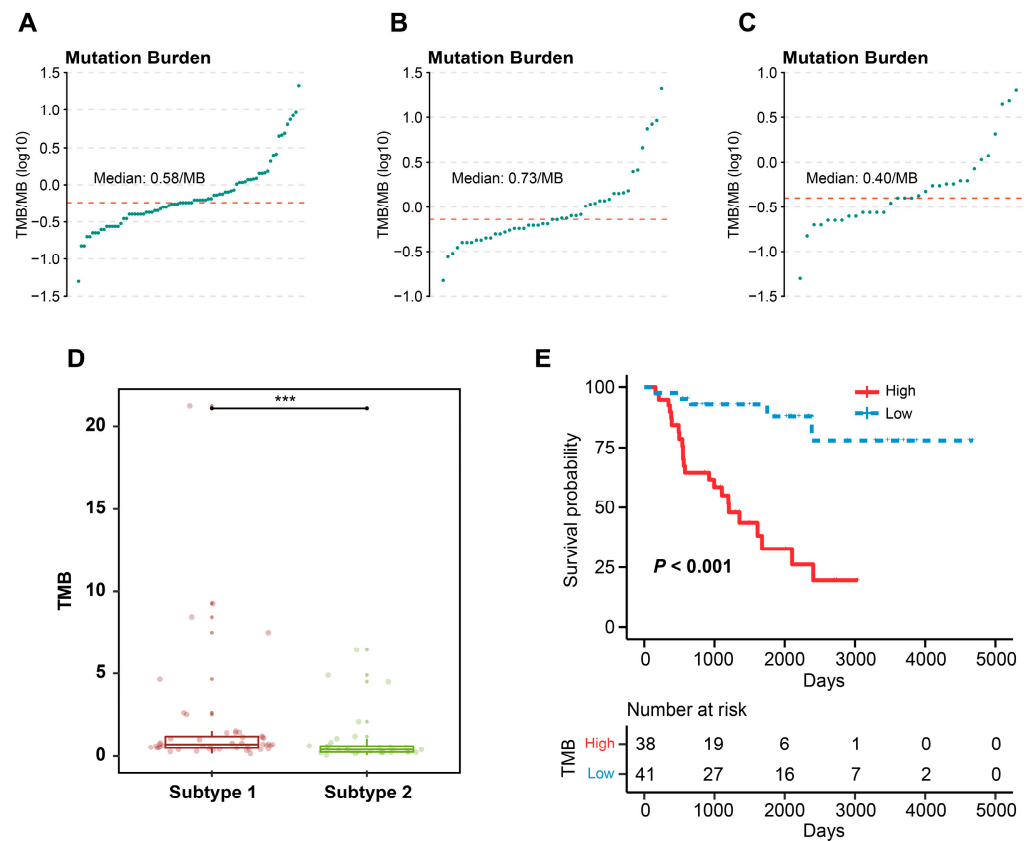 A
Mutation Burden
TMB/MB (log10)
1.5
1.0
0.5
0.0
−0.5
−1.0
−1.5
Median: 0.58/MB
B
Mutation Burden
TMB/MB (log10)
1.5
1.0
0.5
0.0
−0.5
−1.0
Median: 0.73/MB
C
Mutation Burden
TMB/MB (log10)
1.0
0.5
0.0
−0.5
−1.0
−1.5
Median: 0.40/MB
D
TMB
20
15
10
5
0
***
Subtype 1 Subtype 2
E
Survival probability
100
75
50
25
0
High
Low
P < 0.001
0 1000 2000 3000 4000 5000
Days
Number at risk
TMB
High 38 19 6 1 0 0
Low 41 27 16 7 2 0
0 1000 2000 3000 4000 5000
Days